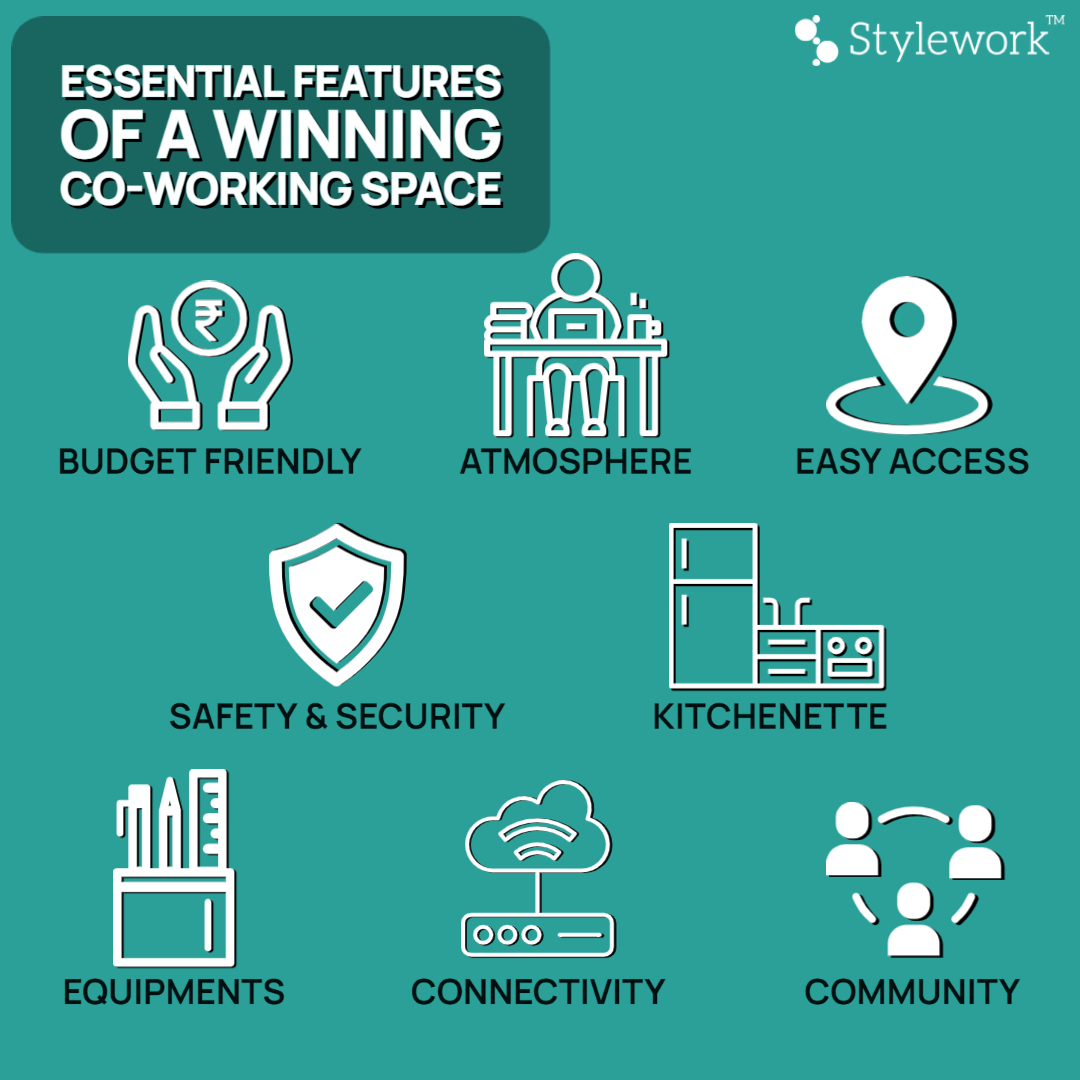 Stylework™
ESSENTIAL FEATURES
OF A WINNING
CO-WORKING SPACE
₹
BUDGET FRIENDLY
ATMOSPHERE
EASY ACCESS
SAFETY & SECURITY
KITCHENETTE
EQUIPMENTS
CONNECTIVITY
COMMUNITY